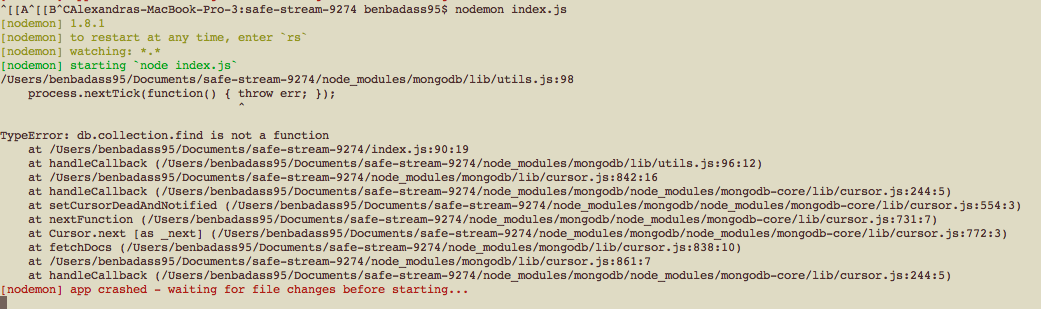 ^[[A^[[B^CAlexandras-MacBook-Pro-3:safe-stream-9274 benbadass95$ nodemon index.js
[nodemon] 1.8.1
[nodemon] to restart at any time, enter `rs`
[nodemon] watching: *.*
[nodemon] starting `node index.js`
/Users/benbadass95/Documents/safe-stream-9274/node_modules/mongodb/lib/utils.js:98
    process.nextTick(function() { throw err; });
                              ^
TypeError: db.collection.find is not a function
    at /Users/benbadass95/Documents/safe-stream-9274/index.js:90:19
    at handleCallback (/Users/benbadass95/Documents/safe-stream-9274/node_modules/mongodb/lib/utils.js:96:12)
    at /Users/benbadass95/Documents/safe-stream-9274/node_modules/mongodb/lib/cursor.js:842:16
    at handleCallback (/Users/benbadass95/Documents/safe-stream-9274/node_modules/mongodb/node_modules/mongodb-core/lib/cursor.js:244:5)
    at setCursorDeadAndNotified (/Users/benbadass95/Documents/safe-stream-9274/node_modules/mongodb/node_modules/mongodb-core/lib/cursor.js:554:3)
    at nextFunction (/Users/benbadass95/Documents/safe-stream-9274/node_modules/mongodb/node_modules/mongodb-core/lib/cursor.js:731:7)
    at Cursor.next [as _next] (/Users/benbadass95/Documents/safe-stream-9274/node_modules/mongodb/node_modules/mongodb-core/lib/cursor.js:772:3)
    at fetchDocs (/Users/benbadass95/Documents/safe-stream-9274/node_modules/mongodb/lib/cursor.js:838:10)
    at /Users/benbadass95/Documents/safe-stream-9274/node_modules/mongodb/lib/cursor.js:861:7
    at handleCallback (/Users/benbadass95/Documents/safe-stream-9274/node_modules/mongodb/node_modules/mongodb-core/lib/cursor.js:244:5)
[nodemon] app crashed - waiting for file changes before starting...